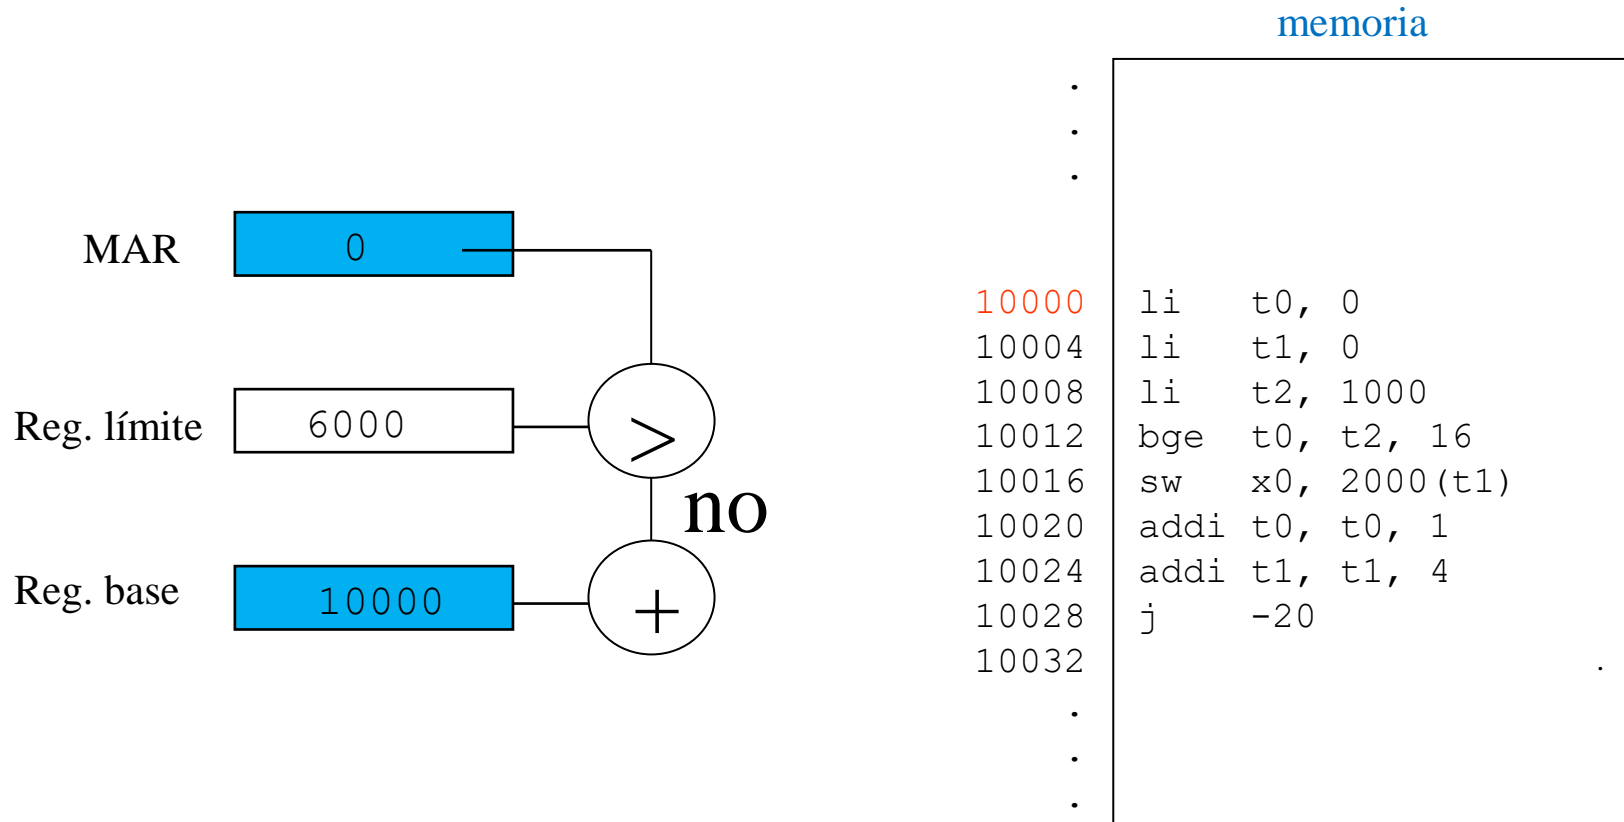 memoria
.
.
.
MAR 0
10000 li t0, 0
10004 li t1, 0
10008 li t2, 1000
Reg. límite 6000 >
10012 bge t0, t2, 16
10016 sw x0, 2000(t1)
no
10020 addi t0, t0, 1
10024 addi t1, t1, 4
Reg. base 10000 +
10028 j -20
10032 .
.
.
.